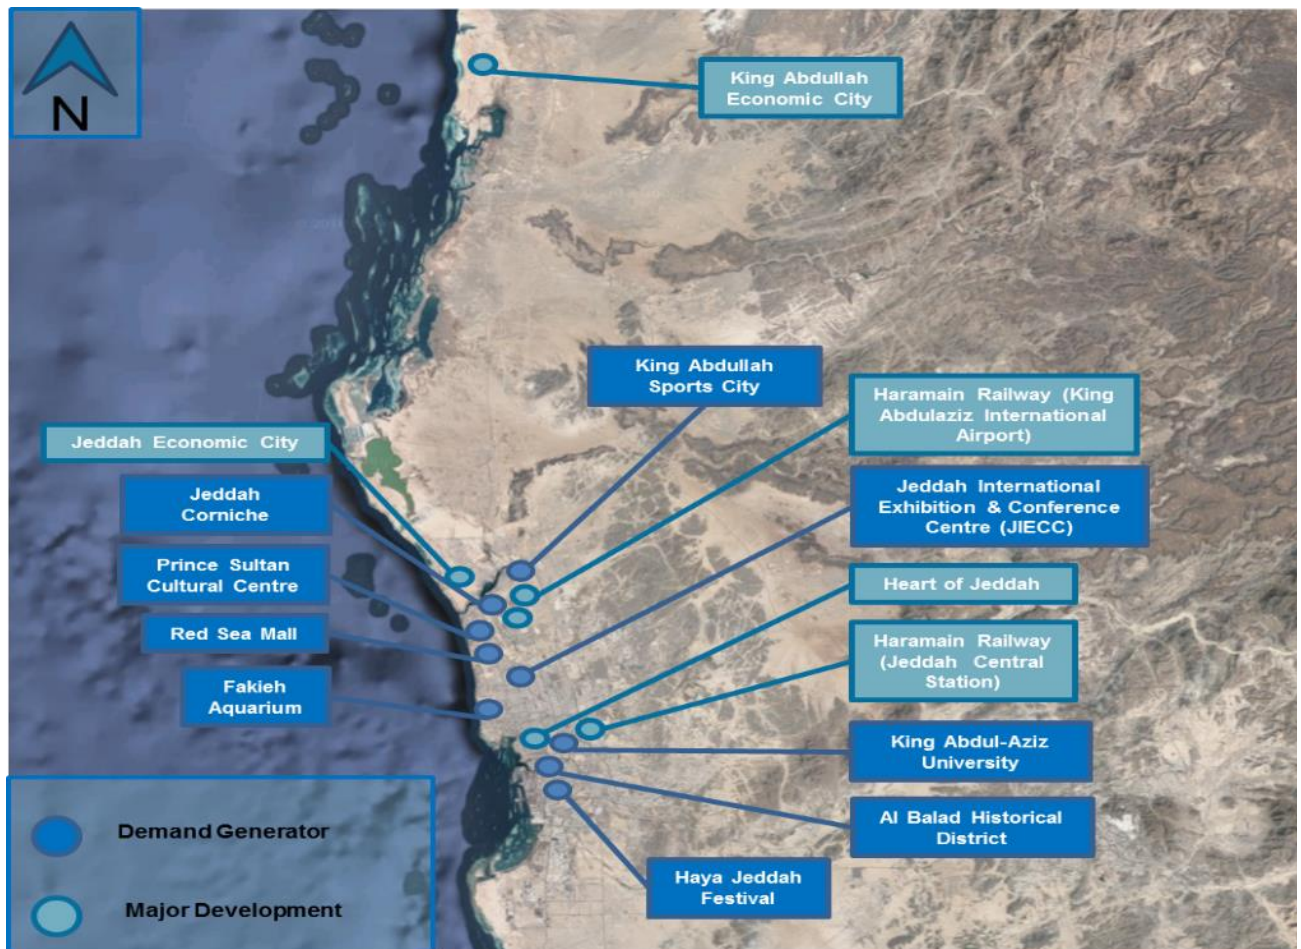 N
King Abdullah
Economic City
King Abdullah
Sports City
Haramain Railway (King
Abdulaziz International
Airport)
Jeddah Economic City
Jeddah
Corniche
Jeddah International
Exhibition & Conference
Centre (JIECC)
Prince Sultan
Cultural Centre
Heart of Jeddah
Red Sea Mall
Haramain Railway
(Jeddah Central
Station)
Fakieh
Aquarium
King Abdul-Aziz
University
Al Balad Historical
District
Haya Jeddah
Festival
Demand Generator
Major Development